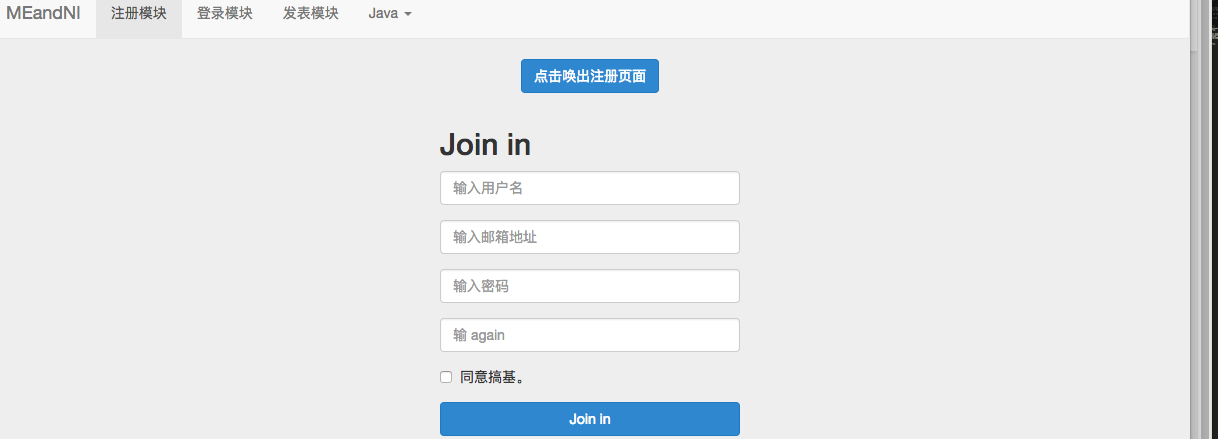 MEandNI 注册模块 登录模块 发表模块 Java
点击唤出注册页面
Join in
输入用户名
输入邮箱地址
输入密码
输 again
同意搞基。
Join in